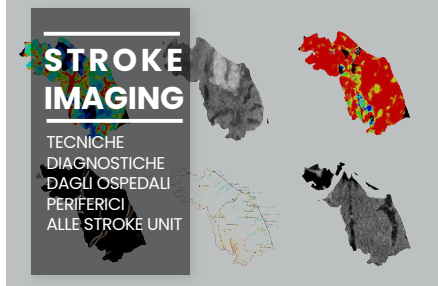 STROKE
IMAGING
TECNICHE
DIAGNOSTICHE
DAGLI OSPEDALI
PERIFERICI
ALLE STROKE UNIT